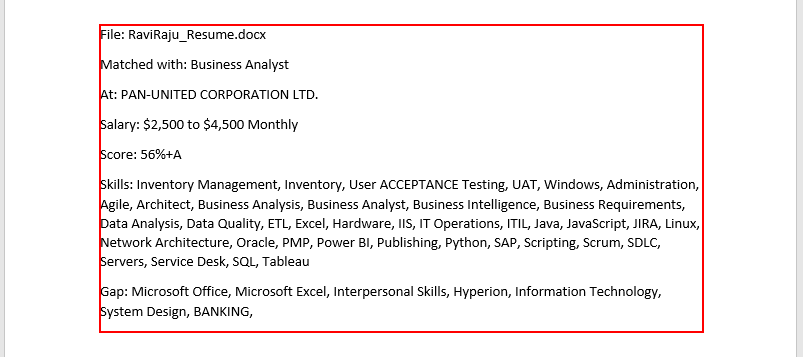 File: RaviRaju_Resume.docx
Matched with: Business Analyst
At: PAN-UNITED CORPORATION LTD.
Salary: $2,500 to $4,500 Monthly
Score: 56%+A
Skills: Inventory Management, Inventory, User ACCEPTANCE Testing, UAT, Windows, Administration,
Agile, Architect, Business Analysis, Business Analyst, Business Intelligence, Business Requirements,
Data Analysis, Data Quality, ETL, Excel, Hardware, IIS, IT Operations, ITIL, Java, JavaScript, JIRA, Linux,
Network Architecture, Oracle, PMP, Power BI, Publishing, Python, SAP, Scripting, Scrum, SDLC,
Servers, Service Desk, SQL, Tableau
Gap: Microsoft Office, Microsoft Excel, Interpersonal Skills, Hyperion, Information Technology,
System Design, BANKING,